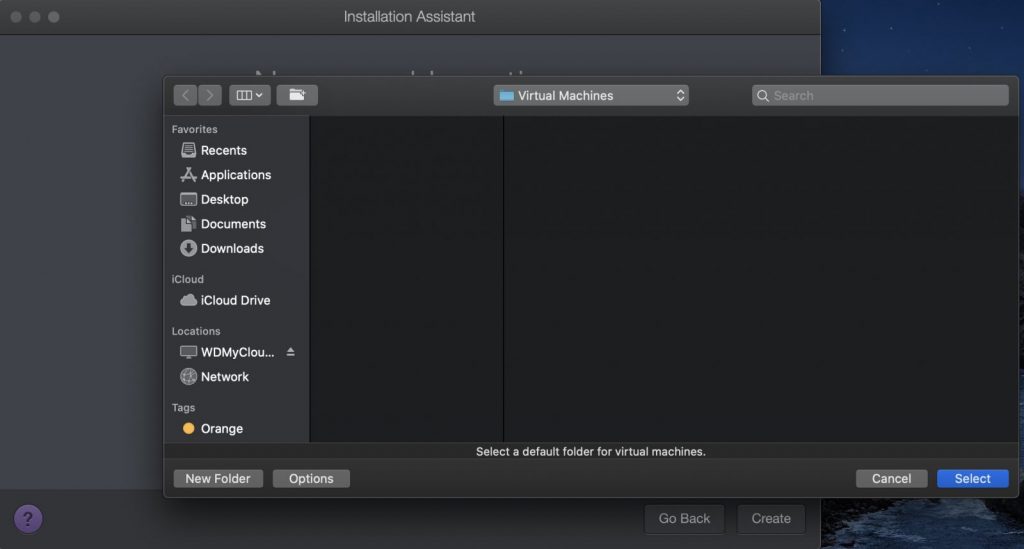 Installation Assistant
Virtual Machines
Search
Favorites
Recents
Applications
Desktop
Documents
Downloads
iCloud
iCloud Drive
Locations
WDMyClou...
Network
Tags
Orange
Select a default folder for virtual machines.
New Folder
Options
Cancel
Select
?
Go Back
Create